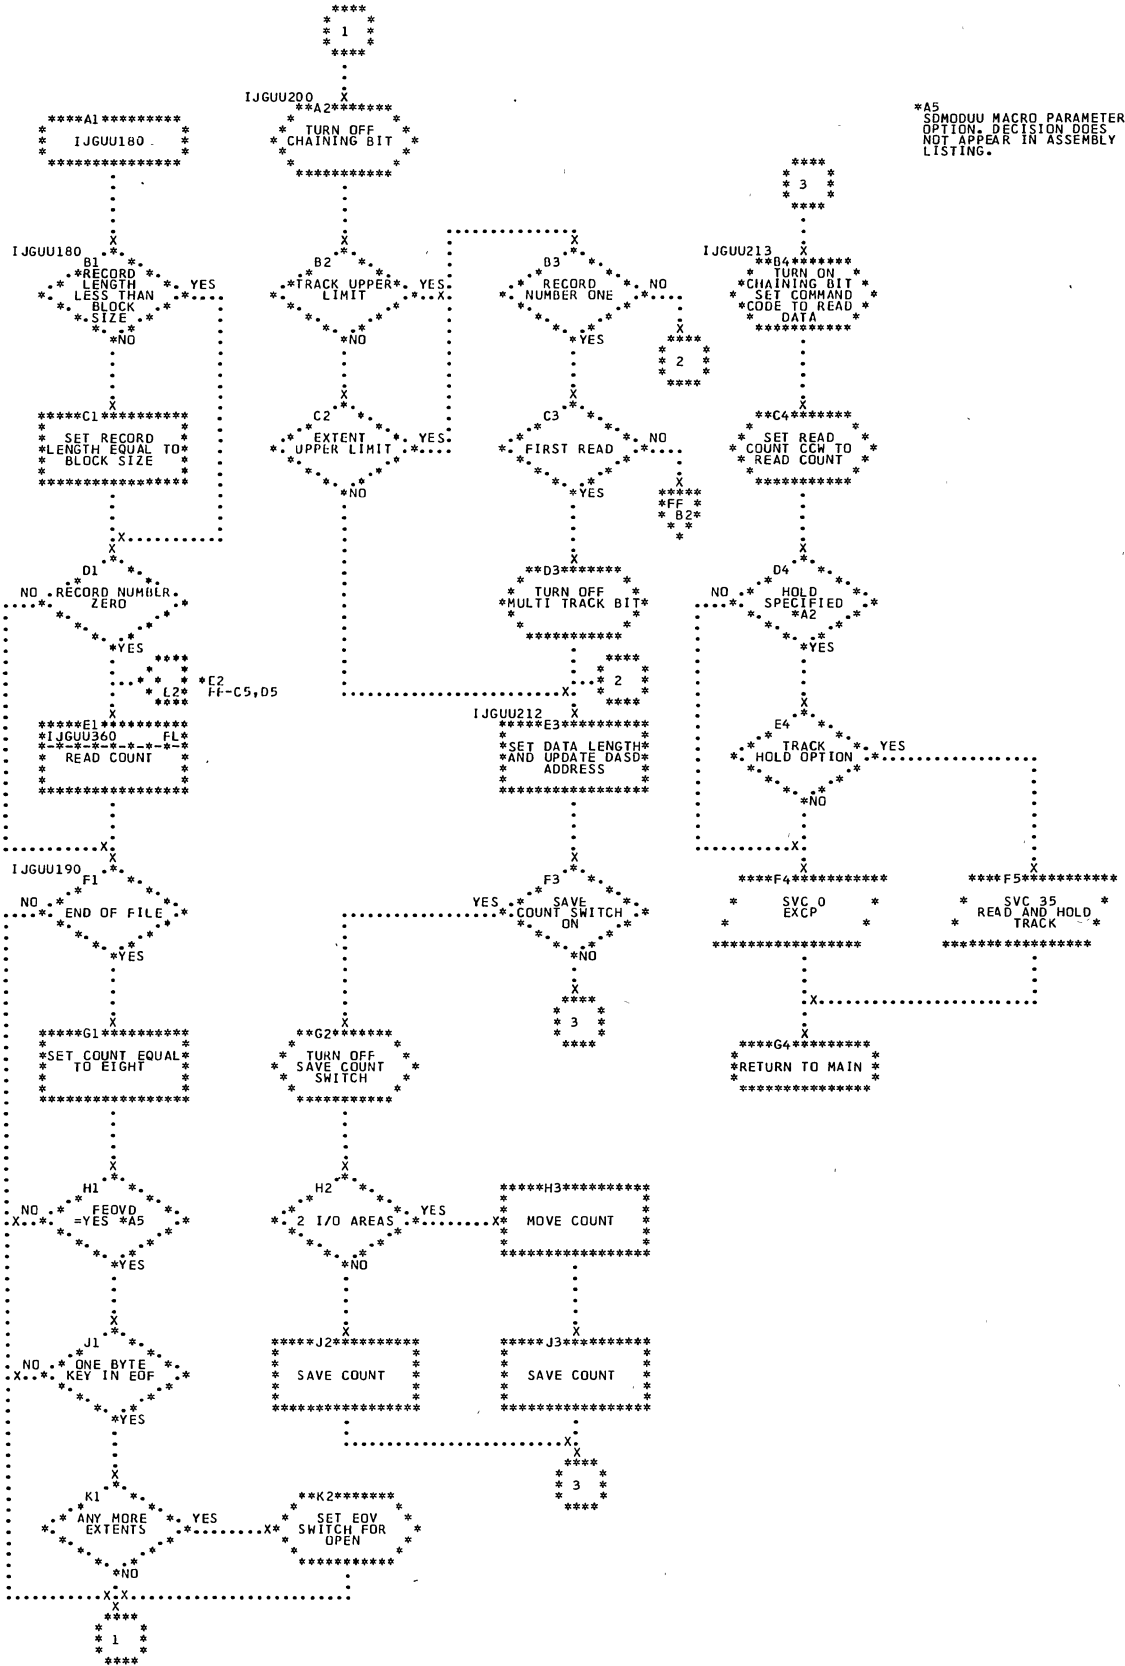 1
IJGUU200
A2
TURN OFF
CHAINING BIT
A1
IJGUU180
*A5
SDMODUU MACRO PARAMETER
OPTION. DECISION DOES
NOT APPEAR IN ASSEMBLY
LISTING.
3
IJGUU180
B1
RECORD
LENGTH
LESS THAN
BLOCK
SIZE
YES
NO
B2
TRACK UPPER
LIMIT
YES
NO
B3
RECORD
NUMBER ONE
NO
YES
2
IJGUU213
B4
TURN ON
CHAINING BIT
SET COMMAND
CODE TO READ
DATA
C1
SET RECORD
LENGTH EQUAL TO
BLOCK SIZE
C2
EXTENT
UPPER LIMIT
YES
NO
C3
FIRST READ
NO
YES
FF
B2
C4
SET READ
COUNT CCW TO
READ COUNT
D1
RECORD NUMBER
ZERO
NO
YES
*E2
FF-C5,D5
D3
TURN OFF
MULTI TRACK BIT
2
D4
HOLD
SPECIFIED
*A2
NO
YES
E1
IJGUU360 FL
READ COUNT
IJGUU212
E3
SET DATA LENGTH
AND UPDATE DASD
ADDRESS
E4
TRACK
HOLD OPTION
YES
NO
IJGUU190
F1
END OF FILE
NO
YES
F3
SAVE
COUNT SWITCH
ON
YES
NO
3
F4
SVC 0
EXCP
F5
SVC 35
READ AND HOLD
TRACK
G1
SET COUNT EQUAL
TO EIGHT
G2
TURN OFF
SAVE COUNT
SWITCH
G4
RETURN TO MAIN
H1
FEOVD
=YES *A5
NO
YES
H2
2 I/O AREAS
YES
NO
H3
MOVE COUNT
J1
ONE BYTE
KEY IN EOF
NO
YES
J2
SAVE COUNT
J3
SAVE COUNT
3
K1
ANY MORE
EXTENTS
YES
NO
K2
SET EOV
SWITCH FOR
OPEN
1